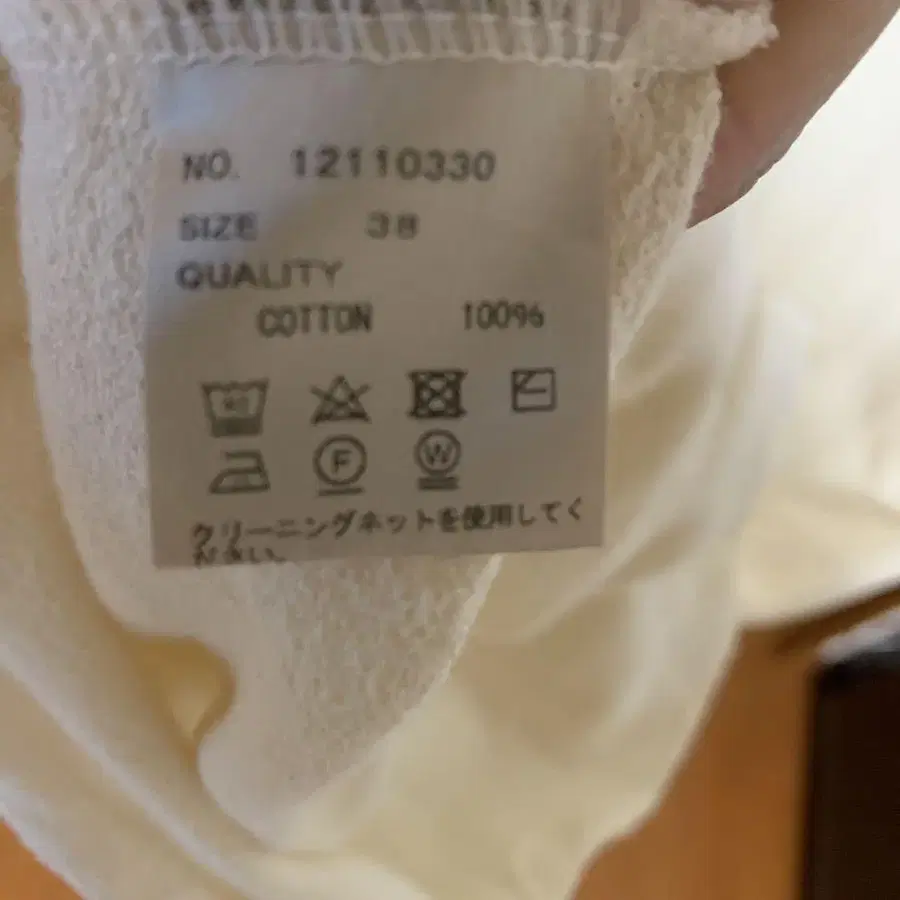 NO. 12110330
SIZE 38
QUALITY
COTTON 100%
F W
クリーニングネットを使用してく
ださい。